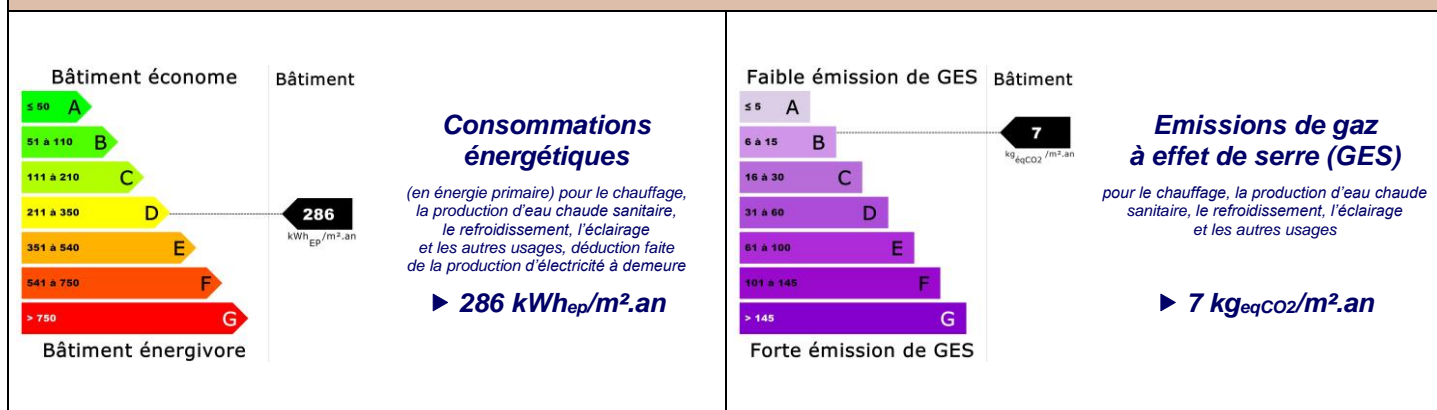 Bâtiment économe
Bâtiment
≤ 50 A
51 à 110 B
111 à 210 C
211 à 350 D
351 à 540 E
541 à 750 F
> 750 G
Bâtiment énergivore
286
kWhEP/m².an
Consommations
énergétiques
(en énergie primaire) pour le chauffage,
la production d'eau chaude sanitaire,
le refroidissement, l'éclairage
et les autres usages, déduction faite
de la production d'électricité à demeure
▶ 286 kWhep/m².an
Faible émission de GES
Bâtiment
≤ 5 A
6 à 15 B
16 à 30 C
31 à 60 D
61 à 100 E
101 à 145 F
> 145 G
Forte émission de GES
7
kgéqCO2/m².an
Emissions de gaz
à effet de serre (GES)
pour le chauffage, la production d'eau chaude
sanitaire, le refroidissement, l'éclairage
et les autres usages
▶ 7 kgeqCO2/m².an